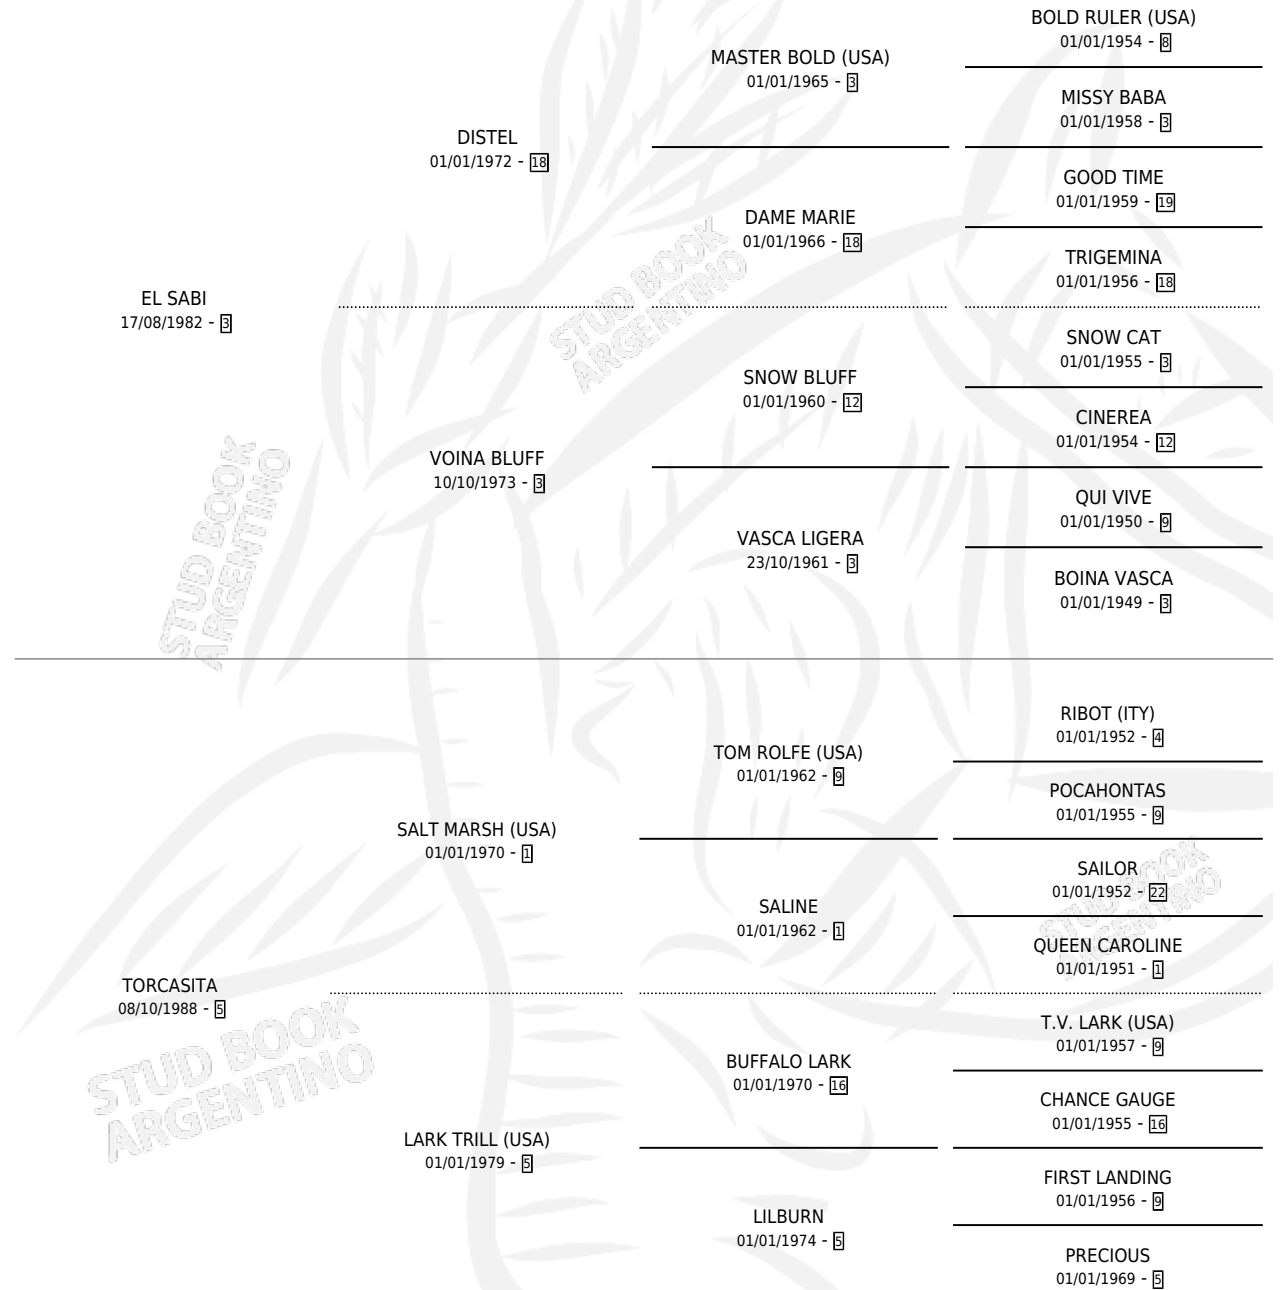 BOLD RULER (USA)
01/01/1954 - 8
MASTER BOLD (USA)
01/01/1965 - 3
MISSY BABA
01/01/1958 - 3
DISTEL
01/01/1972 - 18
GOOD TIME
01/01/1959 - 19
DAME MARIE
01/01/1966 - 18
TRIGEMINA
01/01/1956 - 18
EL SABI
17/08/1982 - 3
SNOW CAT
01/01/1955 - 3
SNOW BLUFF
01/01/1960 - 12
CINEREA
01/01/1954 - 12
VOINA BLUFF
10/10/1973 - 3
QUI VIVE
01/01/1950 - 9
VASCA LIGERA
23/10/1961 - 3
BOINA VASCA
01/01/1949 - 3
RIBOT (ITY)
01/01/1952 - 4
TOM ROLFE (USA)
01/01/1962 - 9
POCAHONTAS
01/01/1955 - 9
SALT MARSH (USA)
01/01/1970 - 1
SAILOR
01/01/1952 - 22
SALINE
01/01/1962 - 1
QUEEN CAROLINE
01/01/1951 - 1
TORCASITA
08/10/1988 - 5
T.V. LARK (USA)
01/01/1957 - 9
BUFFALO LARK
01/01/1970 - 16
CHANCE GAUGE
01/01/1955 - 16
LARK TRILL (USA)
01/01/1979 - 5
FIRST LANDING
01/01/1956 - 9
LILBURN
01/01/1974 - 5
PRECIOUS
01/01/1969 - 5
STUD BOOK
ARGENTINO
STUD BOOK
ARGENTINO
STUD BOOK
ARGENTINO
STUD BOOK
ARGENTINO